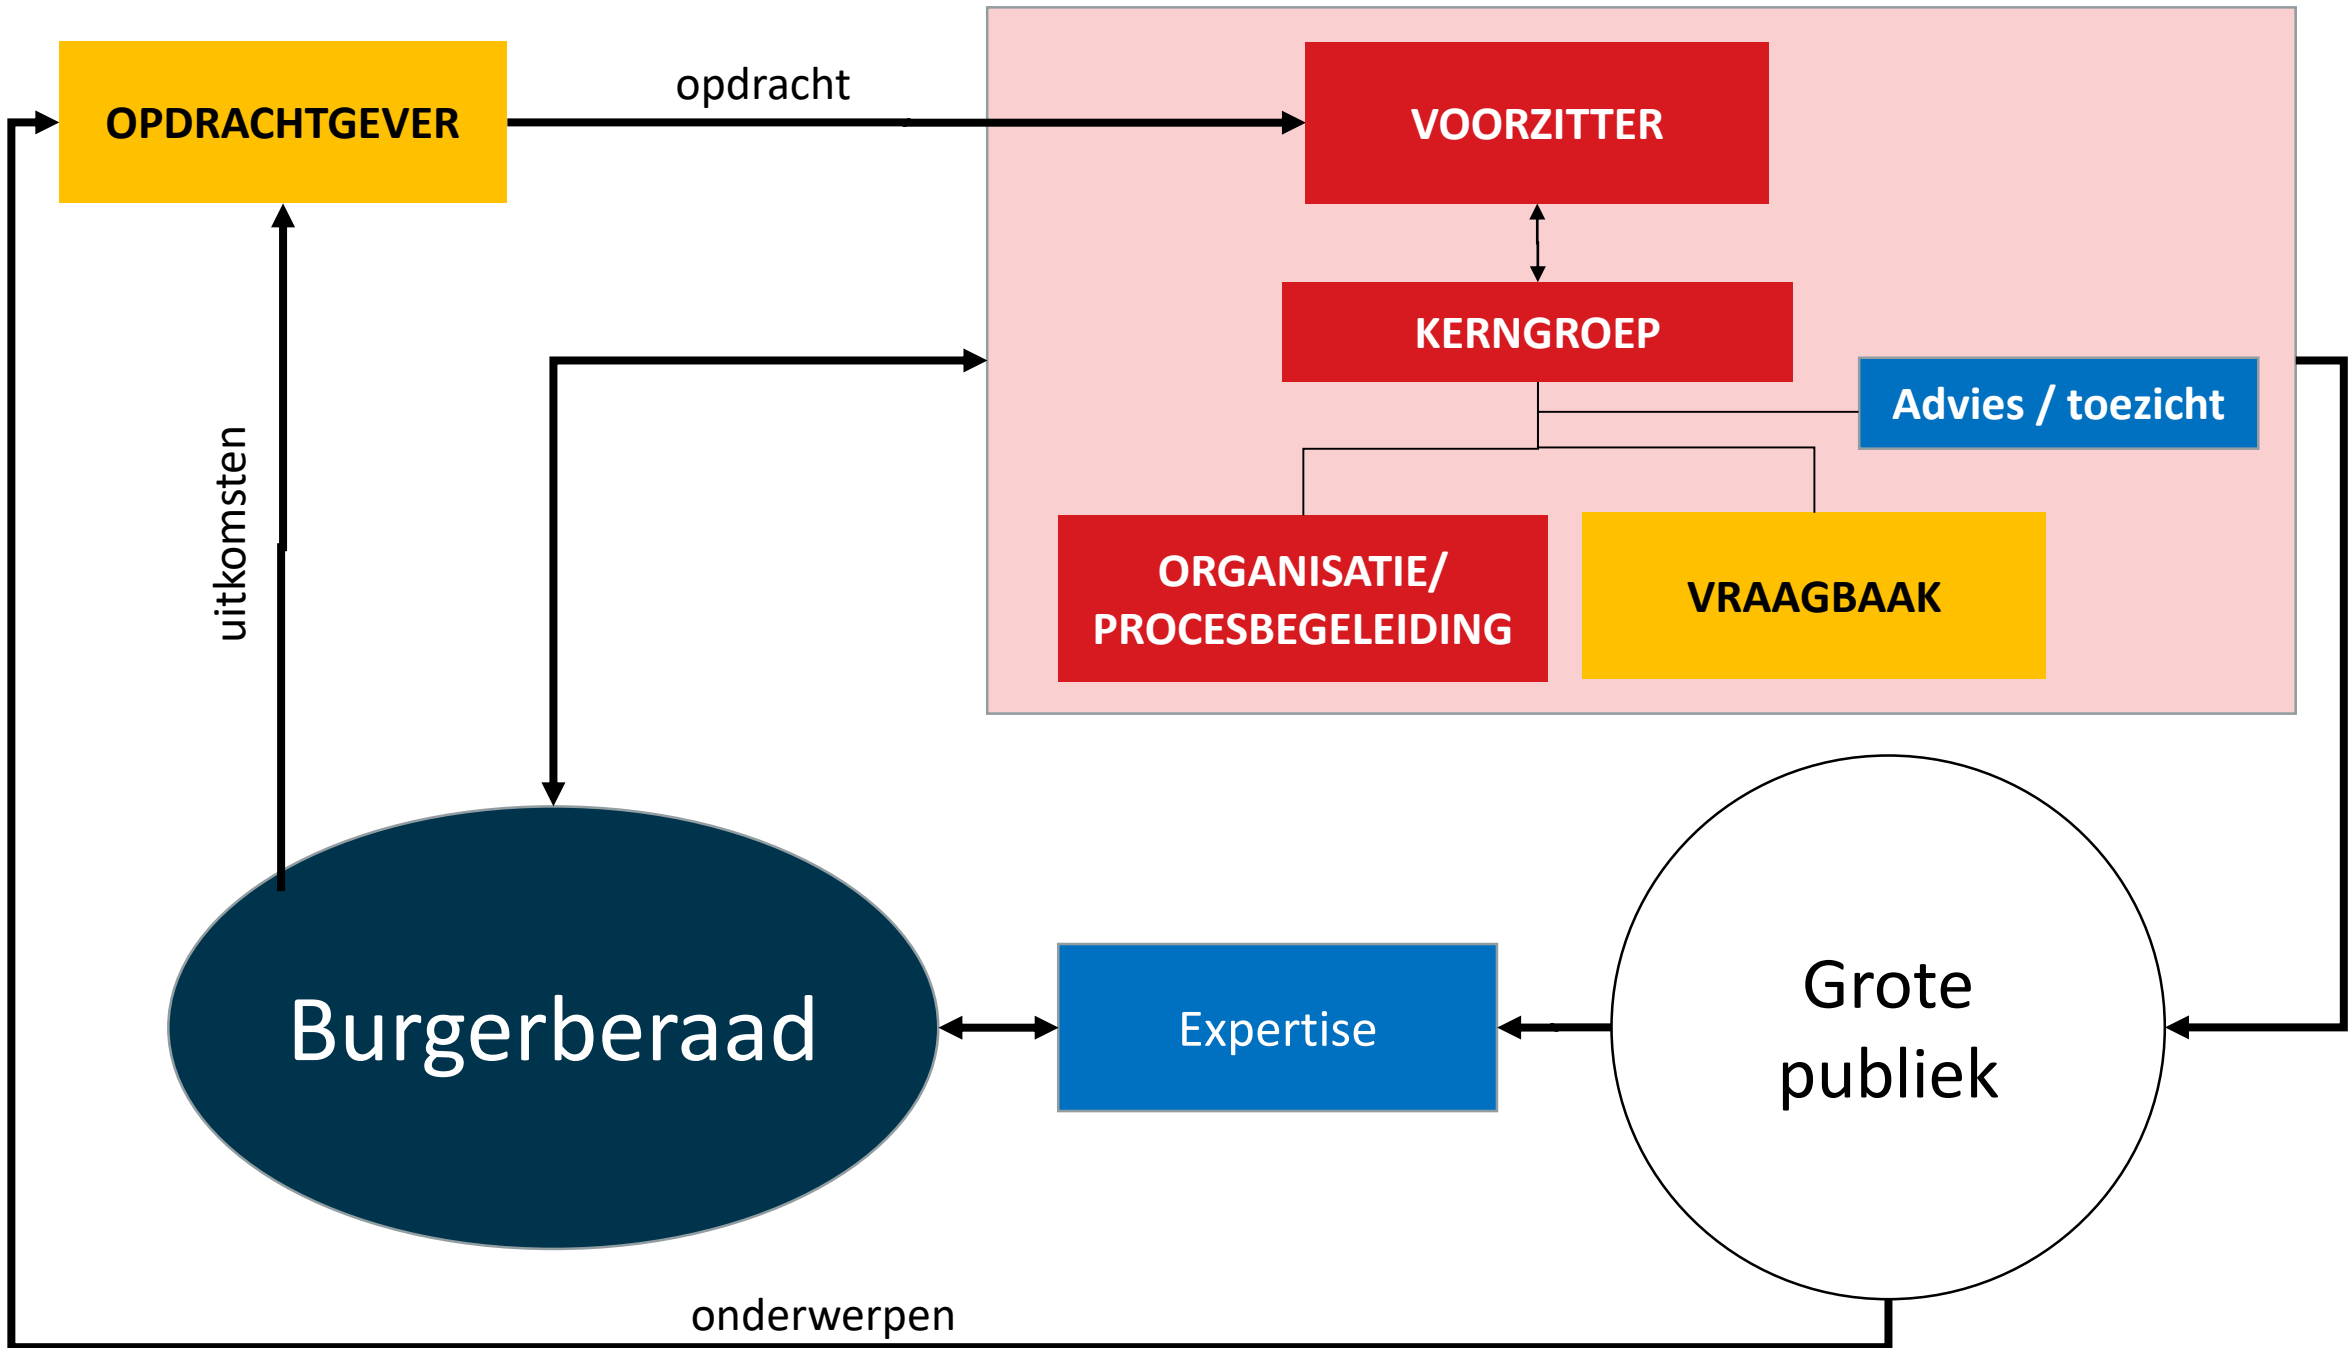 opdracht
OPDRACHTGEVER
VOORZITTER
KERNGROEP
Advies / toezicht
uitkomsten
ORGANISATIE/
PROCESBEGELEIDING
VRAAGBAAK
Burgerberaad
Expertise
Grote
publiek
onderwerpen